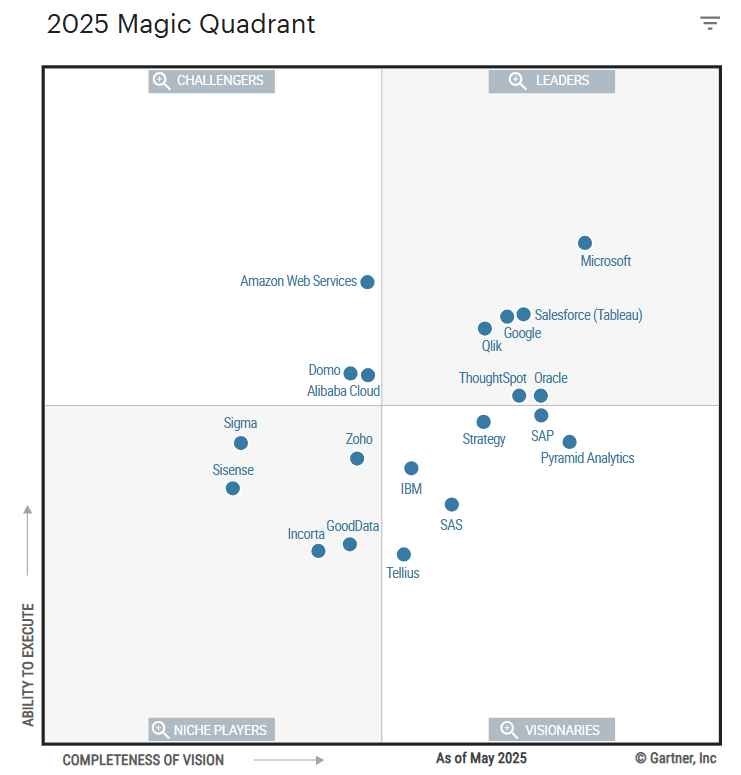 2025 Magic Quadrant
CHALLENGERS
LEADERS
Microsoft
Amazon Web Services
Salesforce (Tableau)
Google
Qlik
Domo
Alibaba Cloud
ThoughtSpot
Oracle
Sigma
Zoho
Strategy
SAP
Pyramid Analytics
Sisense
IBM
SAS
Incorta
GoodData
Tellius
ABILITY TO EXECUTE
NICHE PLAYERS
VISIONARIES
COMPLETENESS OF VISION
As of May 2025
© Gartner, Inc